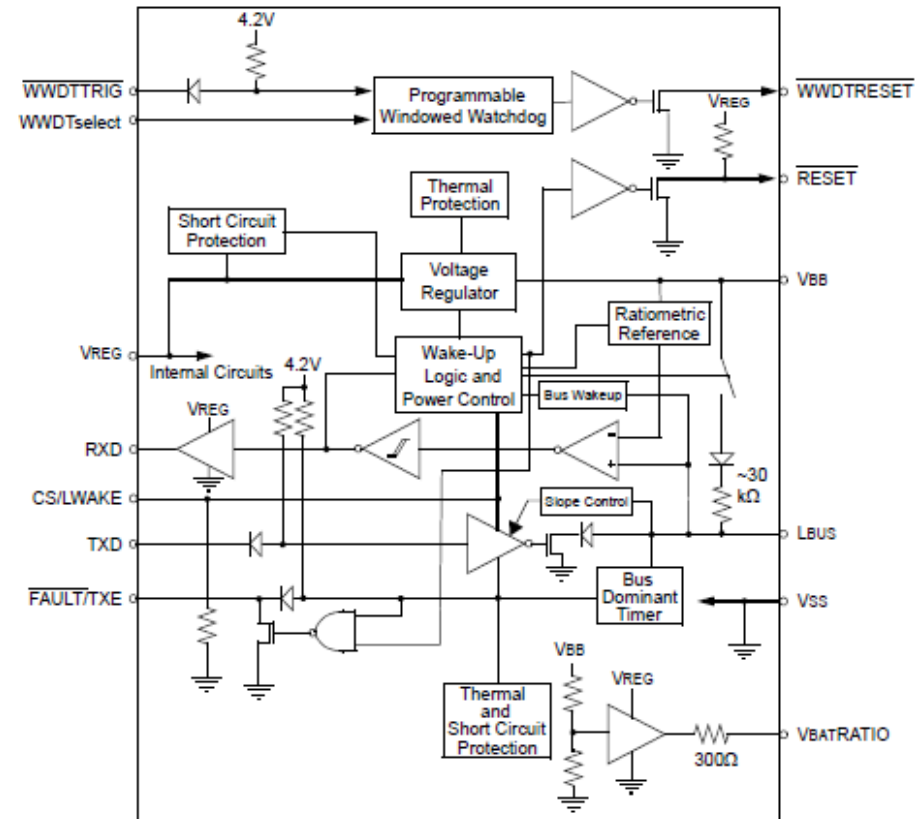 4.2V
WWDTTRIG
WWDTselect
Programmable
Windowed Watchdog
WWDTRESET
VREG
RESET
Thermal
Protection
Short Circuit
Protection
Voltage
Regulator
VBB
Ratiometric
Reference
VREG
Internal Circuits
4.2V
Wake-Up
Logic and
Power Control
Bus Wakeup
VREG
RXD
-
+
~30
kΩ
CS/LWAKE
Slope Control
TXD
LBUS
FAULT/TXE
Bus
Dominant
Timer
VSS
VBB
VREG
Thermal
and
Short Circuit
Protection
300Ω
VBATRATIO